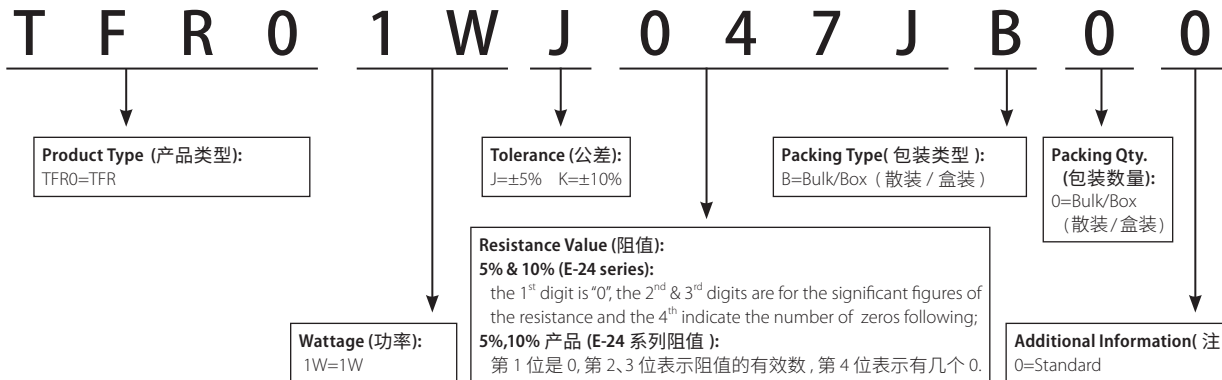 T F R 0 1 W J 0 4 7 J B 0 0
Product Type (产品类型):
TFR0=TFR
Tolerance (公差):
J=±5% K=±10%
Packing Type( 包装类型 ):
B=Bulk/Box ( 散装 / 盒装 )
Packing Qty.
(包装数量):
0=Bulk/Box
(散装/盒装)
Wattage (功率):
1W=1W
Resistance Value (阻值):
5% & 10% (E-24 series):
the 1st digit is “0”, the 2nd & 3rd digits are for the significant figures of
the resistance and the 4th indicate the number of zeros following;
5%,10% 产品 (E-24 系列阻值 ):
第 1 位是 0, 第 2、3 位表示阻值的有效数 , 第 4 位表示有几个 0.
Additional Information( 注
0=Standard